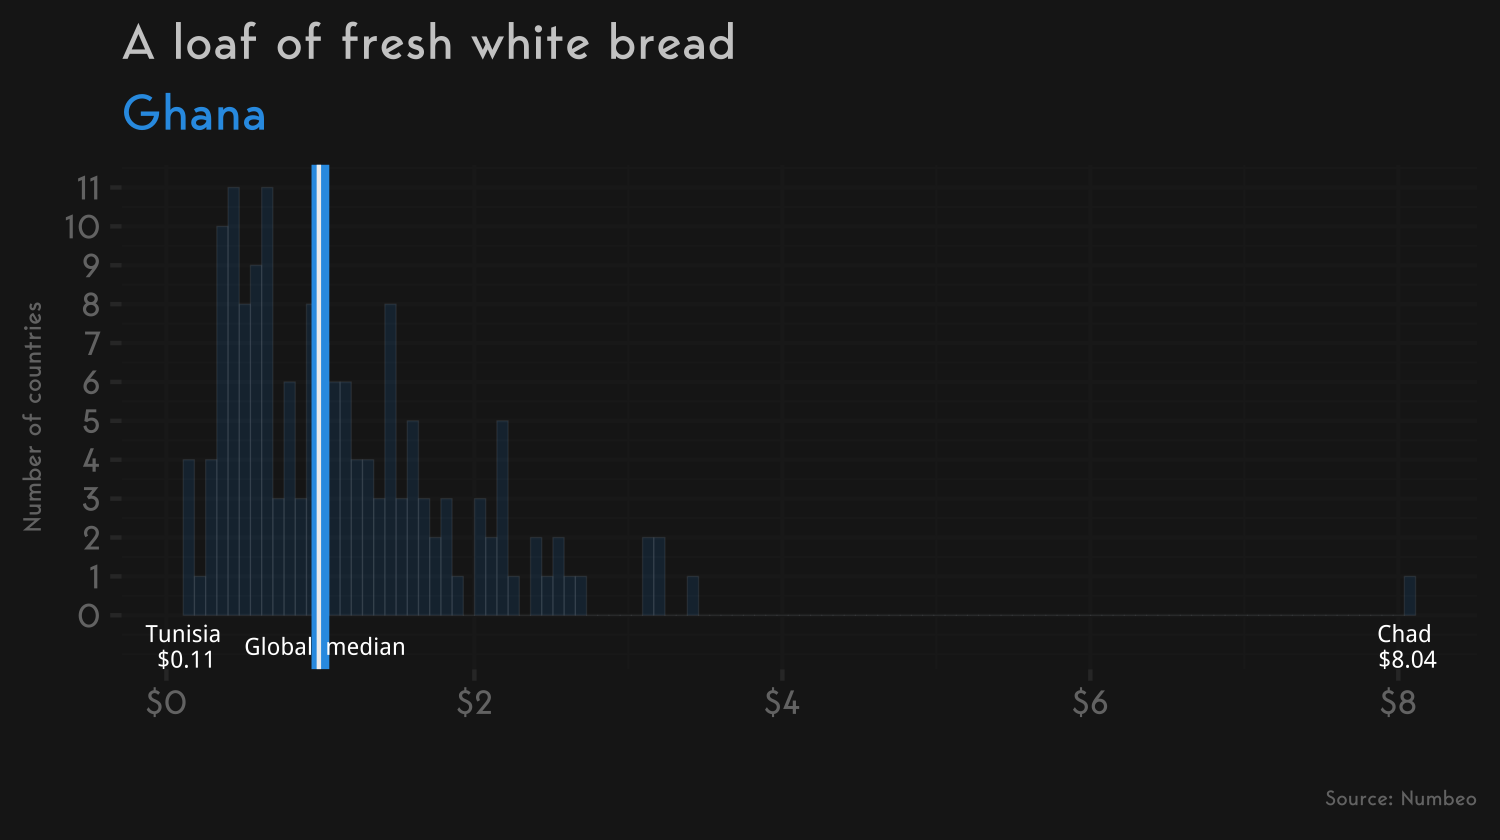 A loaf of fresh white bread
Ghana
Number of countries
11
10
9
8
7
6
5
4
3
2
1
0
Tunisia
$0.11
Global median
Chad
$8.04
$0
$2
$4
$6
$8
Source: Numbeo